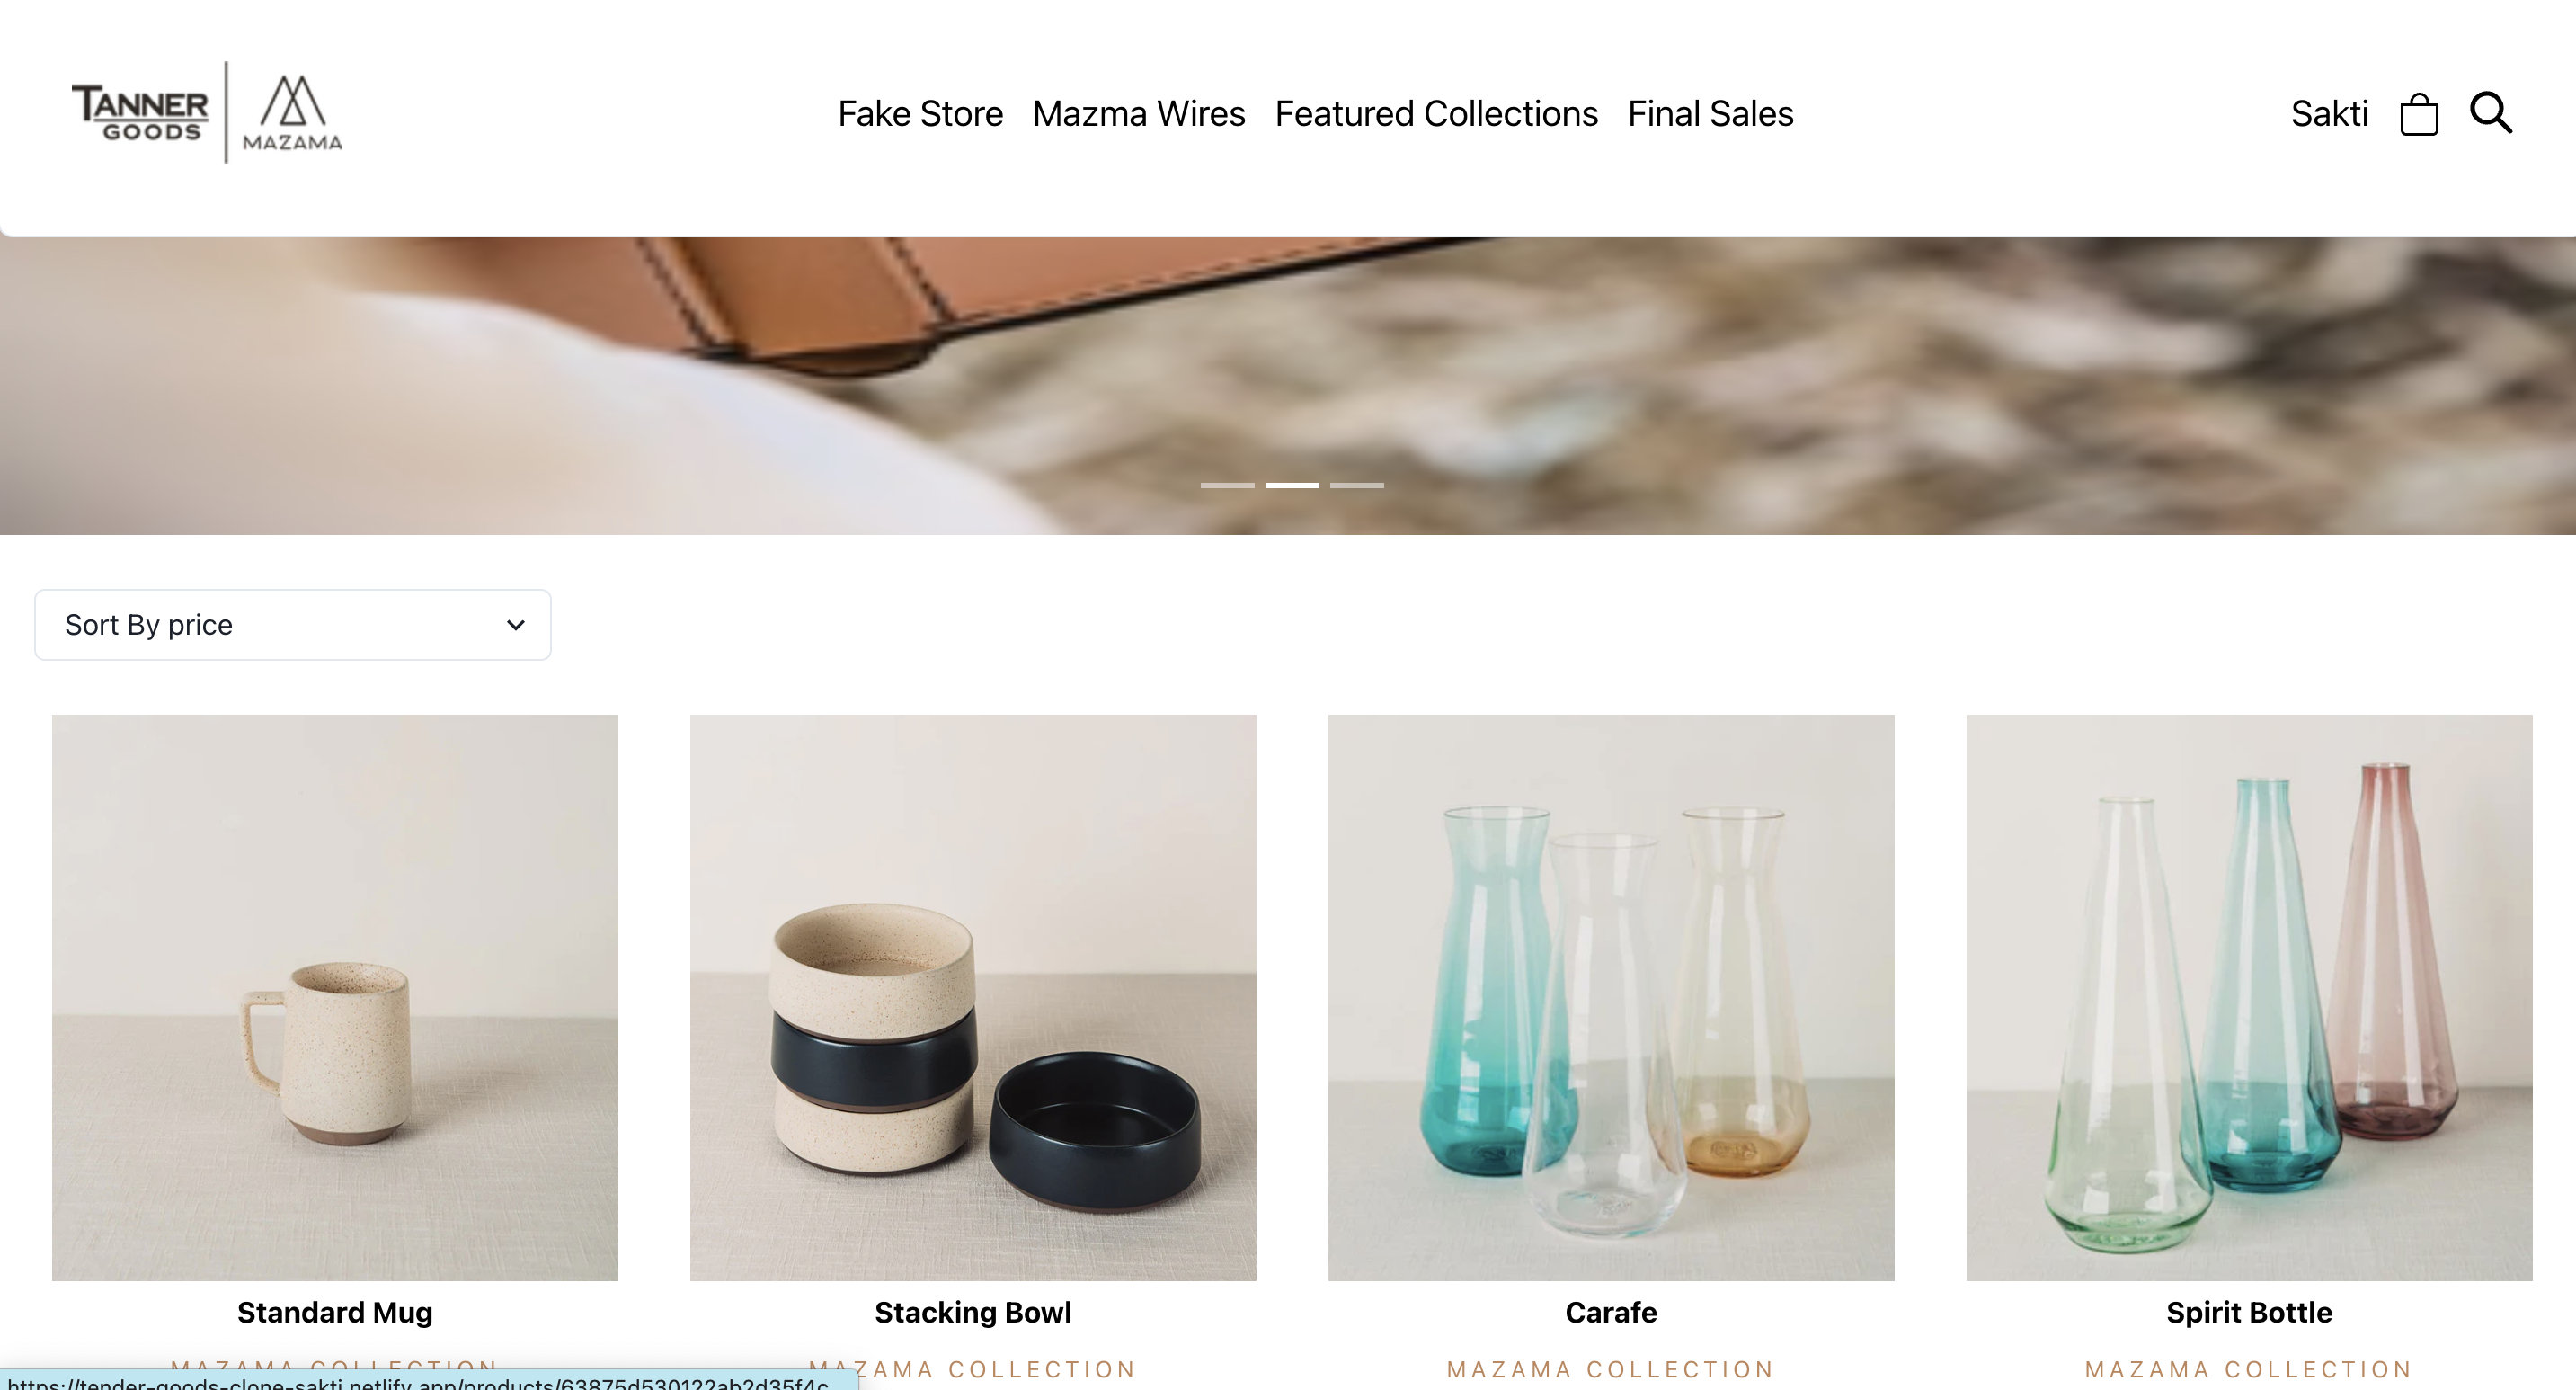 TANNER
GOODS
MAZAMA
Fake Store Mazma Wires Featured Collections Final Sales
Sakti
Sort By price
Standard Mug Stacking Bowl Carafe Spirit Bottle
MAZAMA COLLECTION MAZAMA COLLECTION MAZAMA COLLECTION MAZAMA COLLECTION
https://tender-goods-clone-sakti.netlify.app/products/63875d530122ab2d35f4c